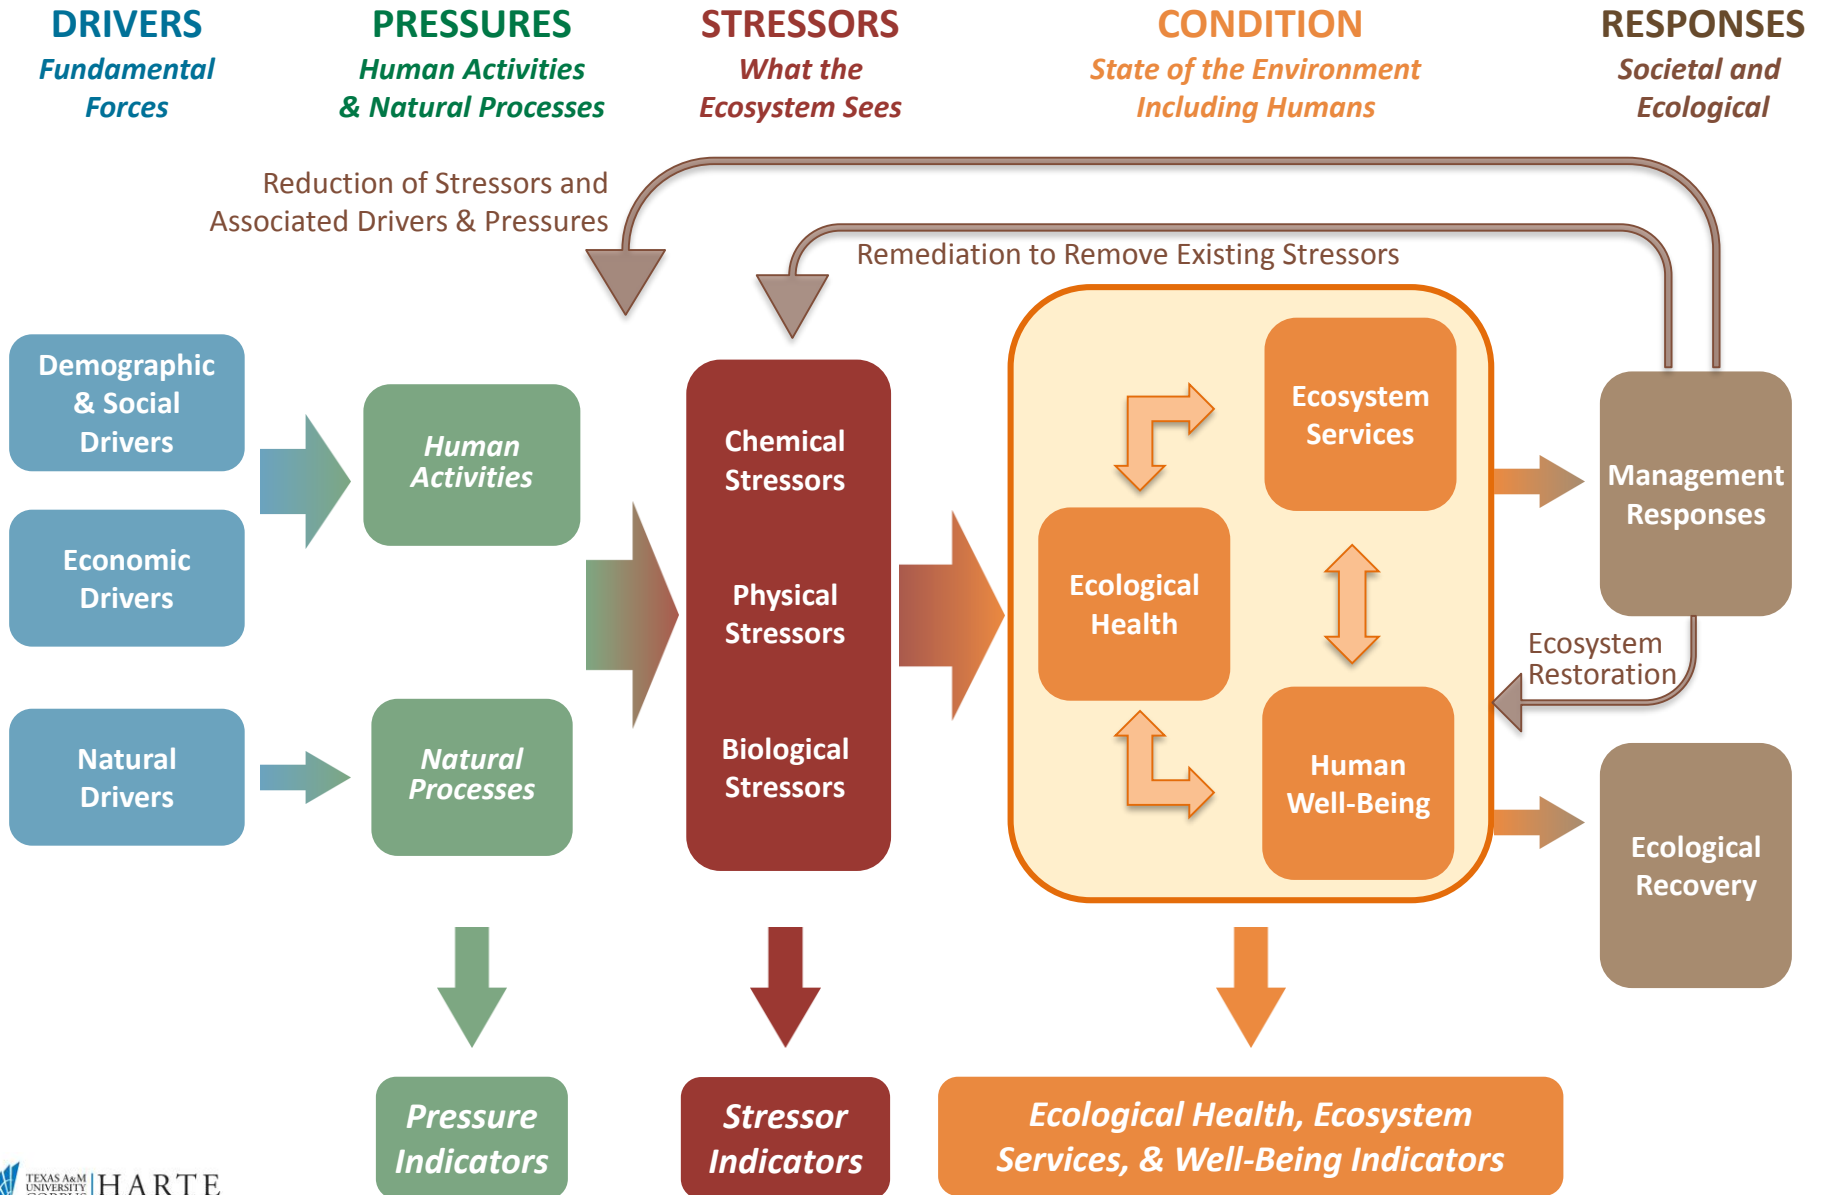 DRIVERS
Fundamental
Forces
PRESSURES
Human Activities
& Natural Processes
STRESSORS
What the
Ecosystem Sees
CONDITION
State of the Environment
Including Humans
RESPONSES
Societal and
Ecological
Reduction of Stressors and
Associated Drivers & Pressures
Remediation to Remove Existing Stressors
Demographic
& Social
Drivers
Economic
Drivers
Natural
Drivers
Human
Activities
Natural
Processes
Chemical
Stressors
Physical
Stressors
Biological
Stressors
Ecosystem
Services
Ecological
Health
Human
Well-Being
Management
Responses
Ecosystem
Restoration
Ecological
Recovery
Pressure
Indicators
Stressor
Indicators
Ecological Health, Ecosystem
Services, & Well-Being Indicators
TEXAS A&M
UNIVERSITY
CORPUS
HARTE